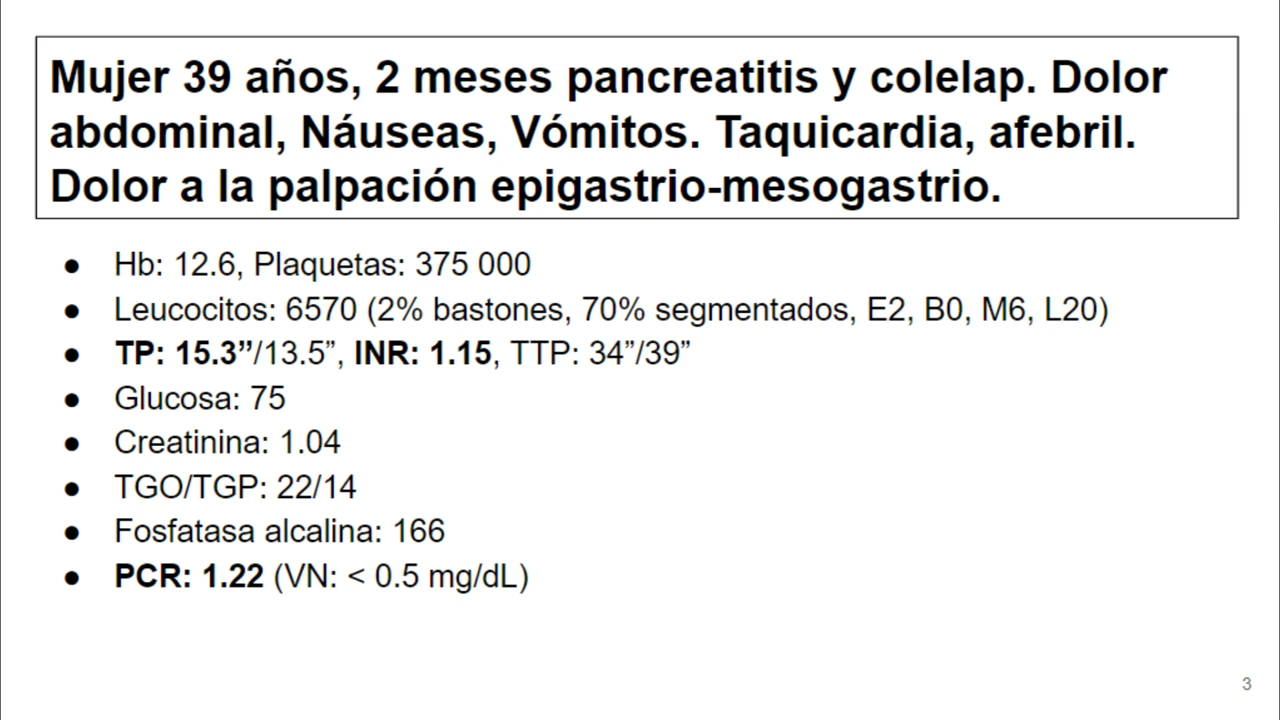 Mujer 39 años, 2 meses pancreatitis y colelap. Dolor
abdominal, Náuseas, Vómitos. Taquicardia, afebril.
Dolor a la palpación epigastrio-mesogastrio.
● Hb: 12.6, Plaquetas: 375 000
● Leucocitos: 6570 (2% bastones, 70% segmentados, E2, B0, M6, L20)
● TP: 15.3”/13.5”, INR: 1.15, TTP: 34”/39”
● Glucosa: 75
● Creatinina: 1.04
● TGO/TGP: 22/14
● Fosfatasa alcalina: 166
● PCR: 1.22 (VN: < 0.5 mg/dL)
3